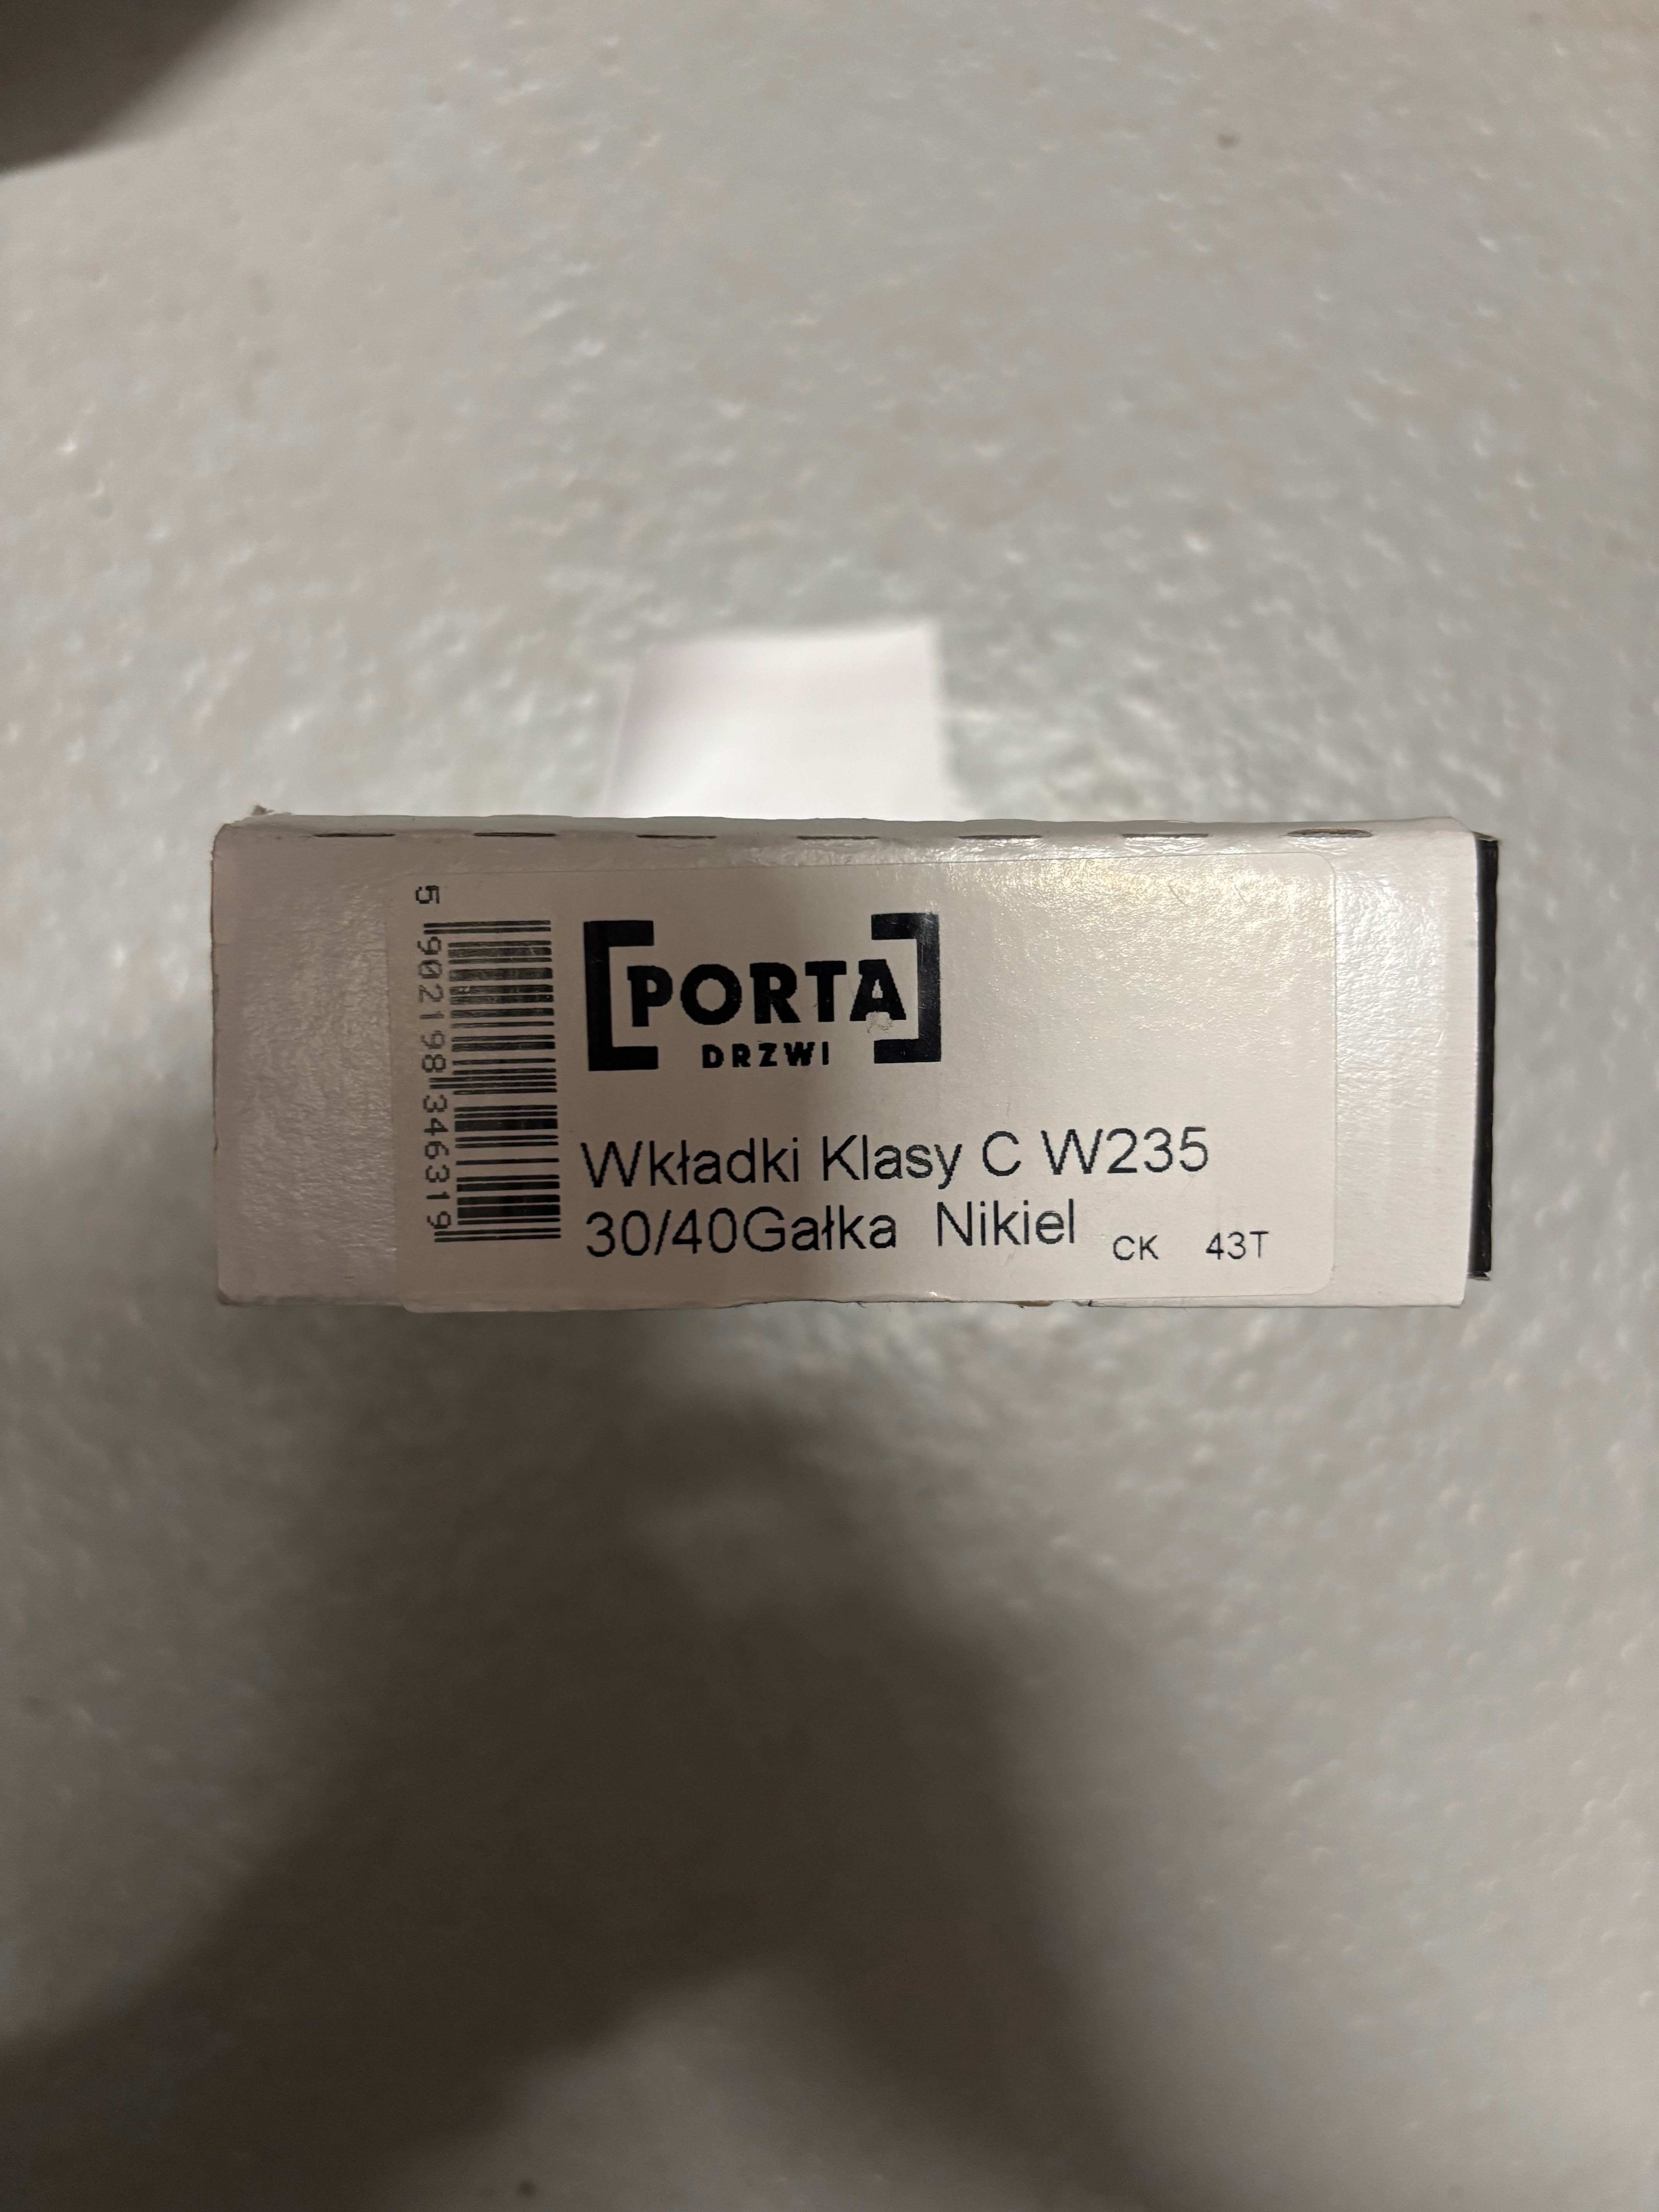 PORTA
DRZWI
Wkładki Klasy C W235
30/40Gałka Nikiel CK 43T
5 902198 346319